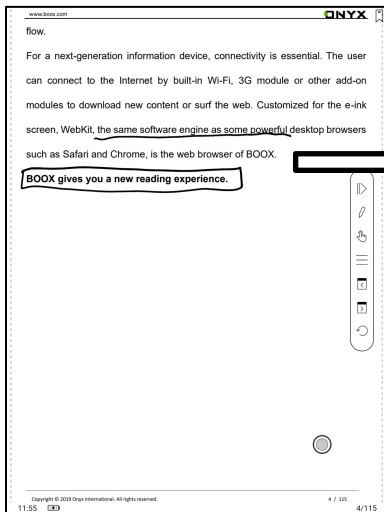 www.boox.com
ONYX
flow.
For a next-generation information device, connectivity is essential. The user
can connect to the Internet by built-in Wi-Fi, 3G module or other add-on
modules to download new content or surf the web. Customized for the e-ink
screen, WebKit, the same software engine as some powerful desktop browsers
such as Safari and Chrome, is the web browser of BOOX.
BOOX gives you a new reading experience.
Copyright © 2019 Onyx International. All rights reserved.
4 / 115
11:55
4/115